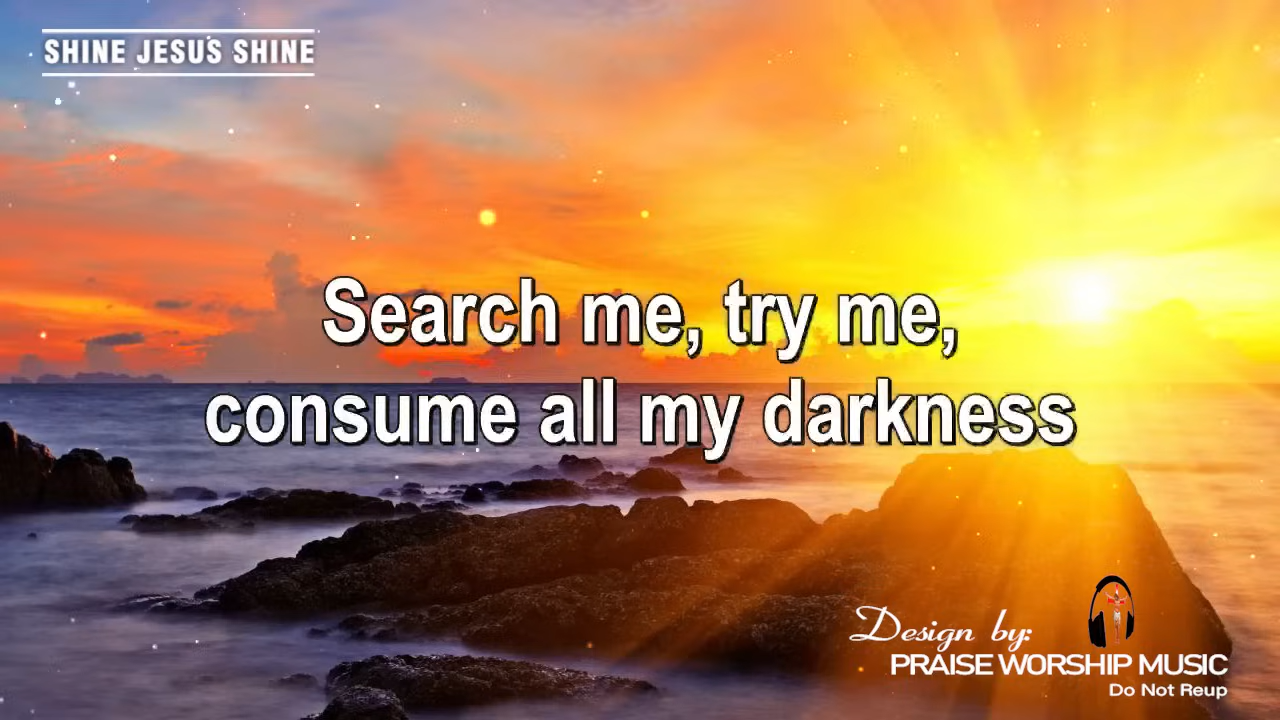 SHINE JESUS SHINE
Search me, try me,
consume all my darkness
Design by:
PRAISE WORSHIP MUSIC
Do Not Reup